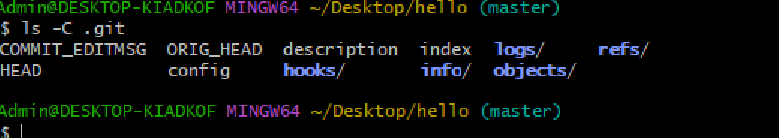 Admin@DESKTOP-KIADKOF MINGW64 ~/Desktop/hello (master)
$ ls -C .git
COMMIT_EDITMSG  ORIG_HEAD  description  index  logs/     refs/
HEAD            config     hooks/       info/  objects/

Admin@DESKTOP-KIADKOF MINGW64 ~/Desktop/hello (master)
$